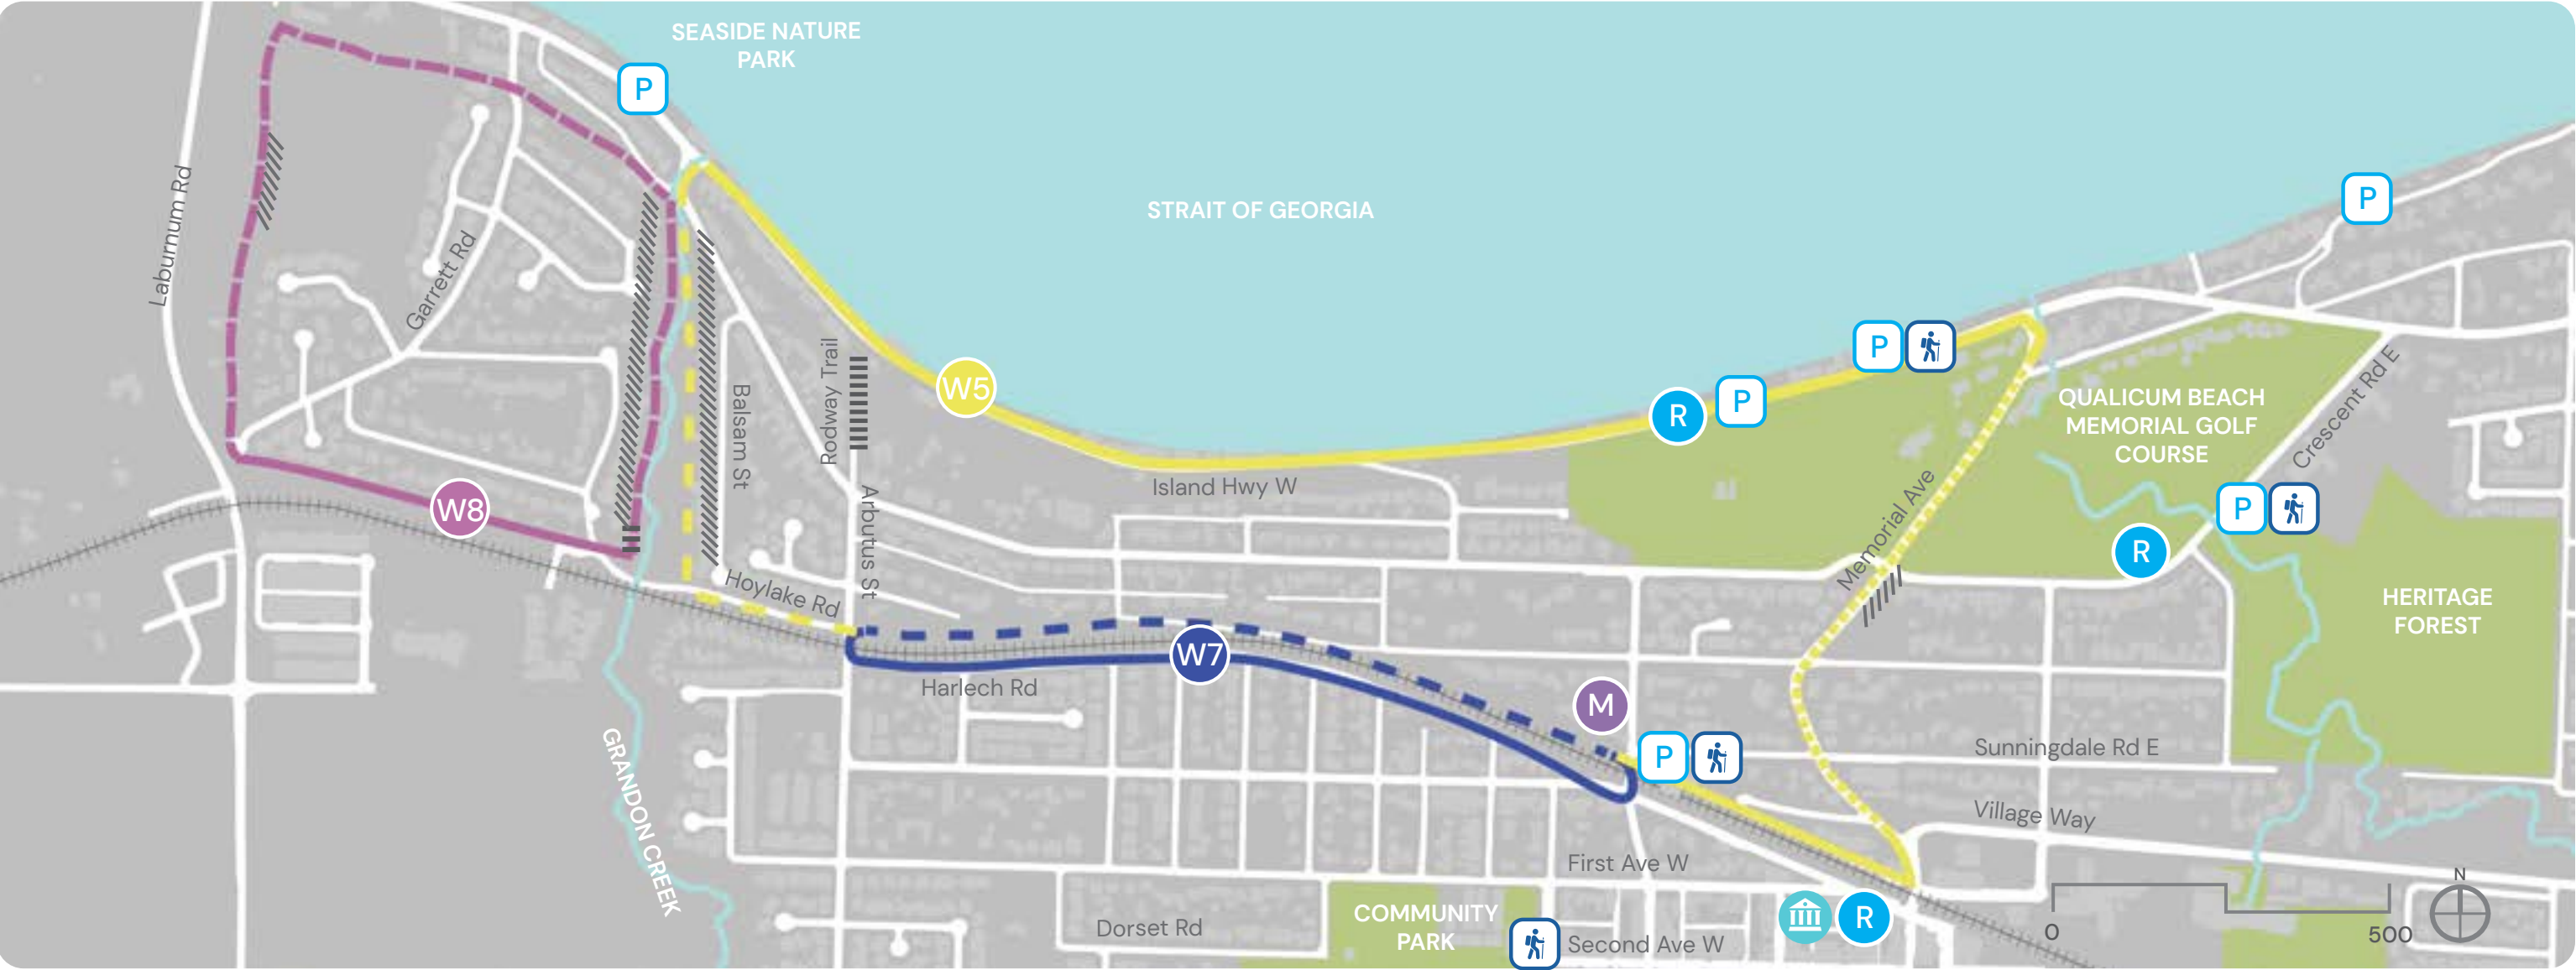 SEASIDE NATURE
PARK
P
P
STRAIT OF GEORGIA
Laburnum Rd
Garrett Rd
Balsam St
Rodway Trail
W5
R
P
P
QUALICUM BEACH
MEMORIAL GOLF
COURSE
Crescent Rd E
Island Hwy W
Arbutus St
Memorial Ave
W8
P
R
Hoylake Rd
HERITAGE
FOREST
W7
Harlech Rd
M
P
Sunningdale Rd E
Village Way
GRANDON CREEK
First Ave W
COMMUNITY
PARK
Dorset Rd
Second Ave W
R
N
0
500